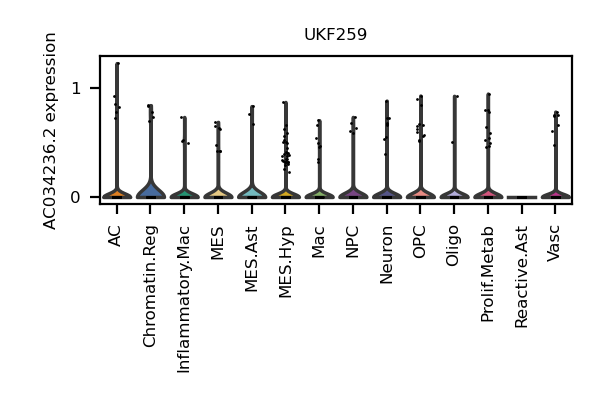 UKF259
AC034236.2 expression
1
0
AC
Chromatin.Reg
Inflammatory.Mac
MES
MES.Ast
MES.Hyp
Mac
NPC
Neuron
OPC
Oligo
Prolif.Metab
Reactive.Ast
Vasc